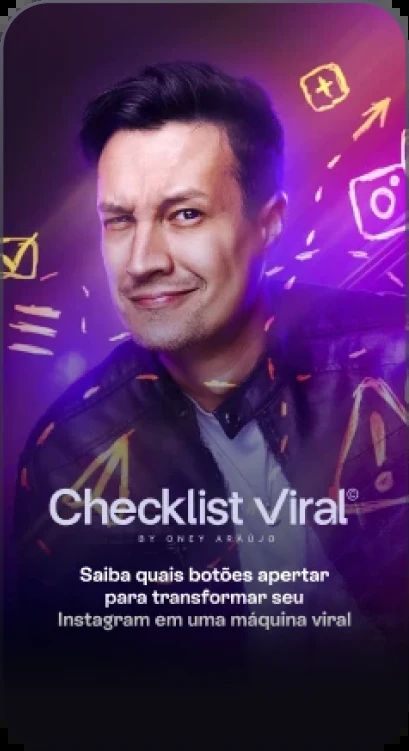 Checklist Viral©
BY ONEY ARAÚJO
Saiba quais botões apertar
para transformar seu
Instagram em uma máquina viral